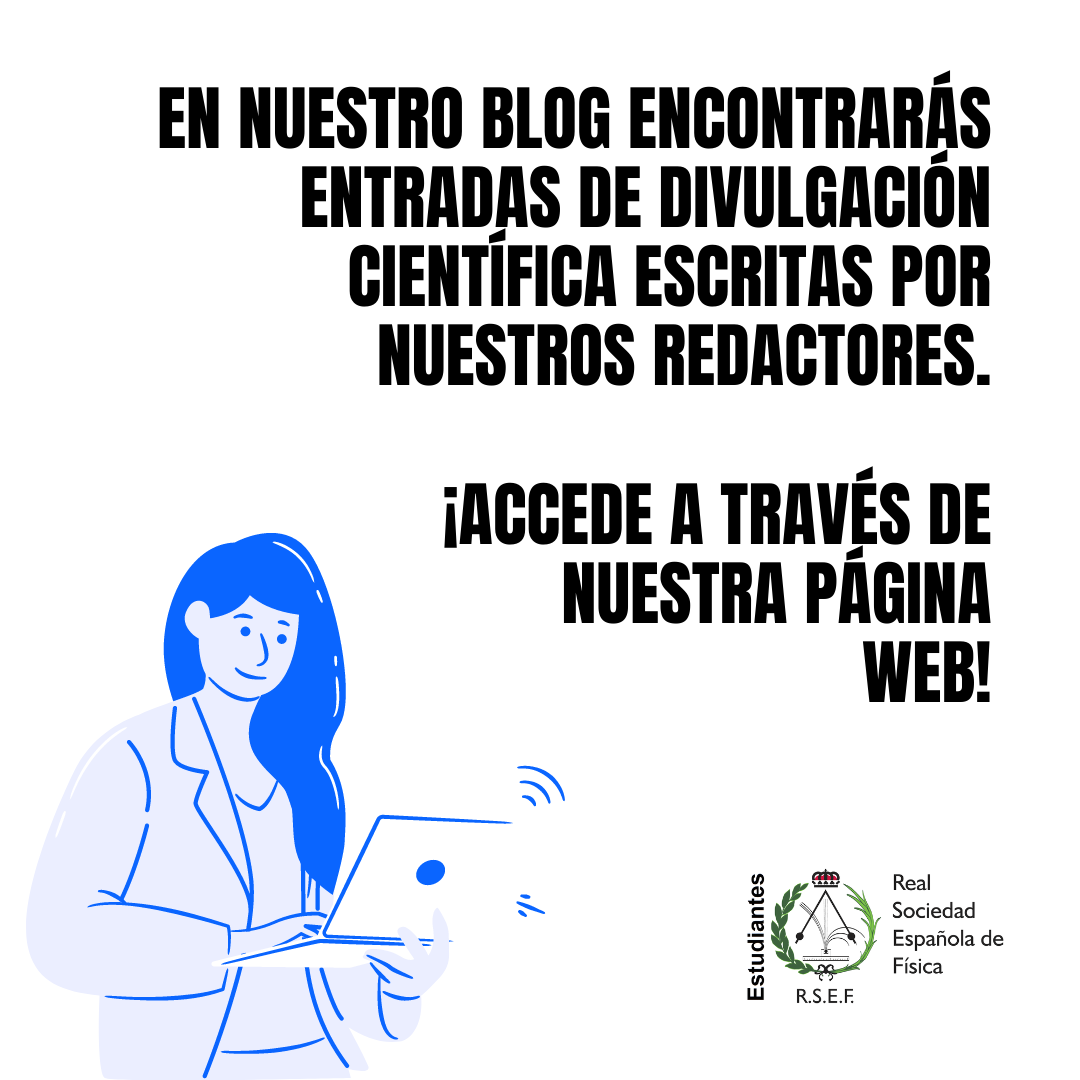 EN NUESTRO BLOG ENCONTRARÁS
ENTRADAS DE DIVULGACIÓN
CIENTÍFICA ESCRITAS POR
NUESTROS REDACTORES.
¡ACCEDE A TRAVÉS DE
NUESTRA PÁGINA
WEB!
Estudiantes
R.S.E.F.
Real
Sociedad
Española de
Física